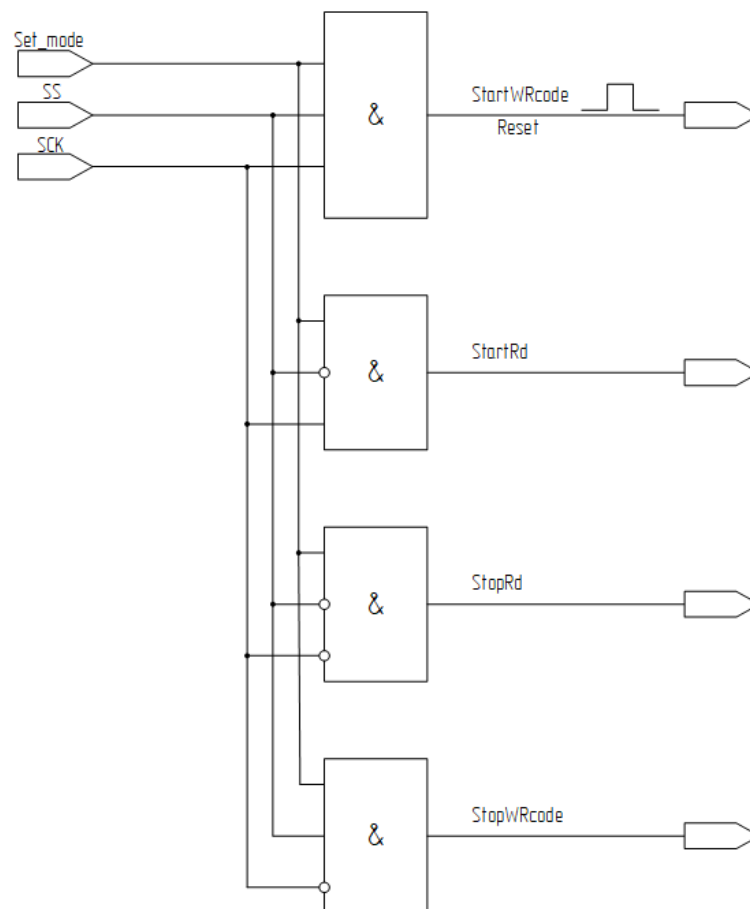 Set_mode
SS
SCK
&
StartWRcode
Reset
&
StartRd
&
StopRd
&
StopWRcode